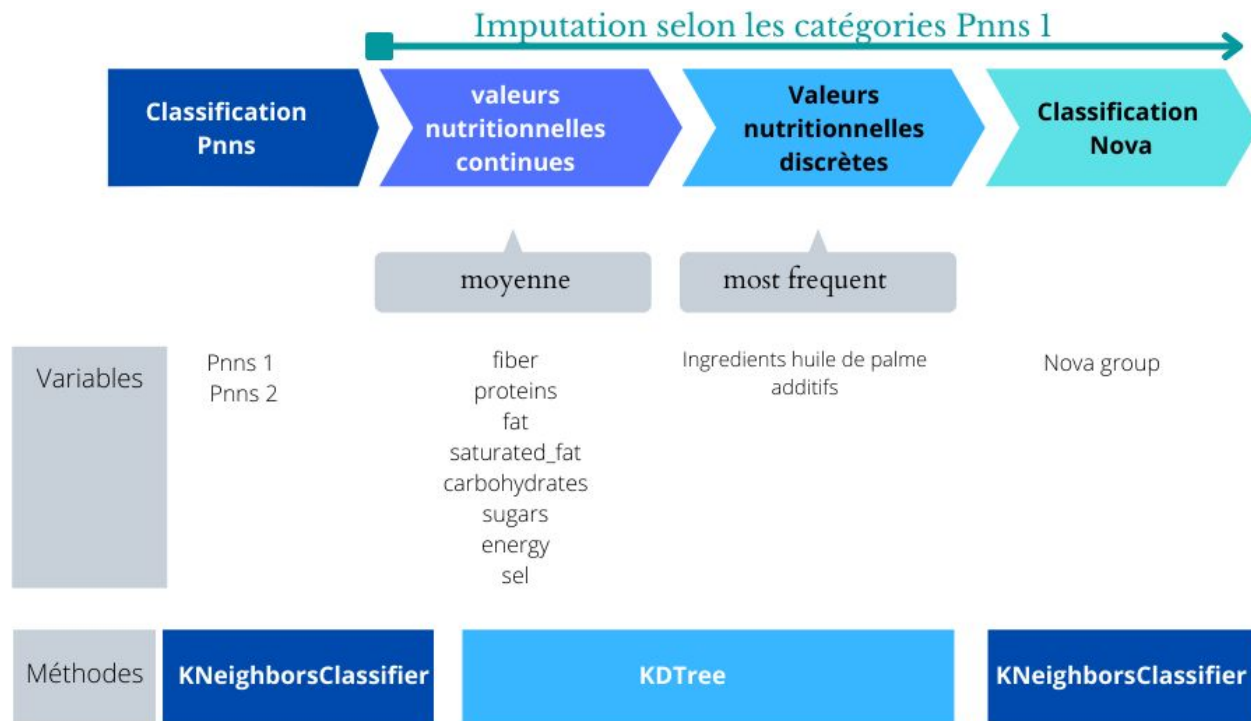 Imputation selon les catégories Pnns 1
Classification
Pnns
valeurs
nutritionnelles
continues
Valeurs
nutritionnelles
discrètes
Classification
Nova
moyenne
most frequent
Variables
Pnns 1
Pnns 2
fiber
proteins
fat
saturated_fat
carbohydrates
sugars
energy
sel
Ingredients huile de palme
additifs
Nova group
Méthodes
KNeighborsClassifier
KDTree
KNeighborsClassifier